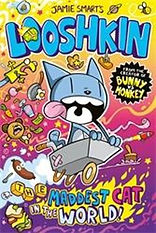 JAMIE SMART'S
LOOSHKIN
FROM THE
CREATOR OF
BUNNY
vs
MONKEY
THE
MADDEST CAT
IN THE
WORLD!